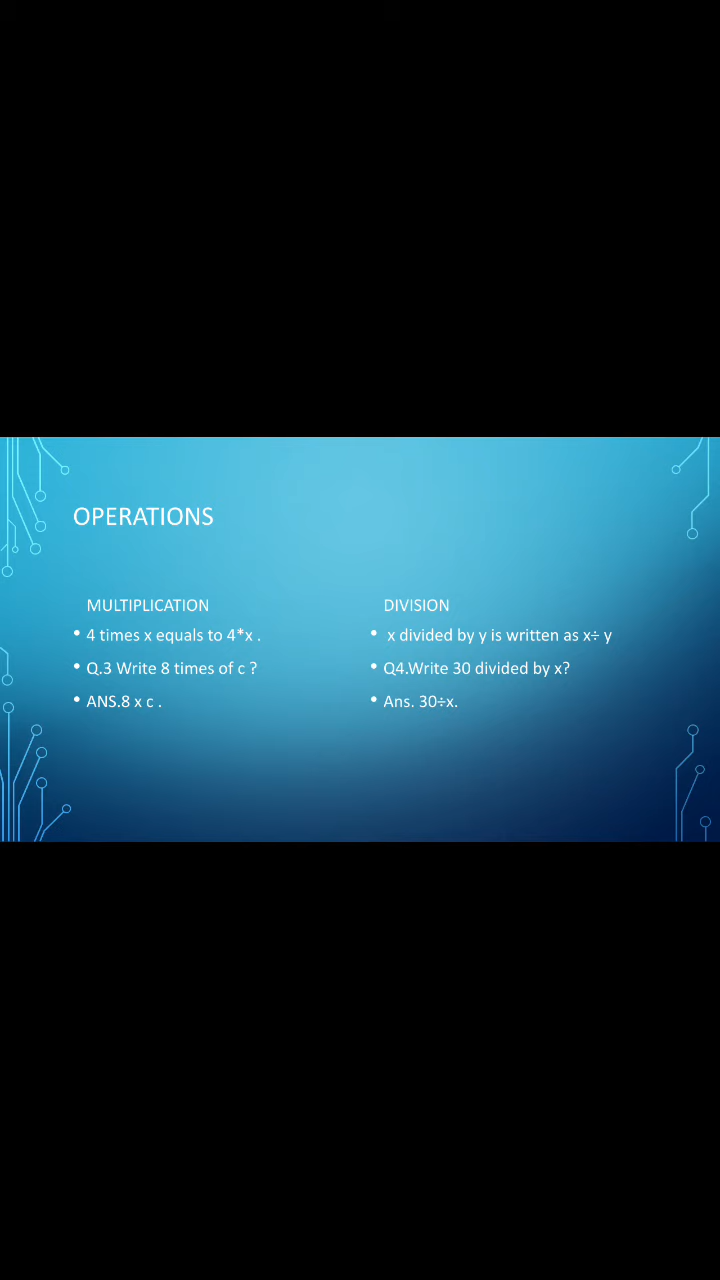 OPERATIONS
MULTIPLICATION
• 4 times x equals to 4*x .
• Q.3 Write 8 times of c ?
• ANS.8 x c .
DIVISION
• x divided by y is written as x÷ y
• Q4.Write 30 divided by x?
• Ans. 30÷x.